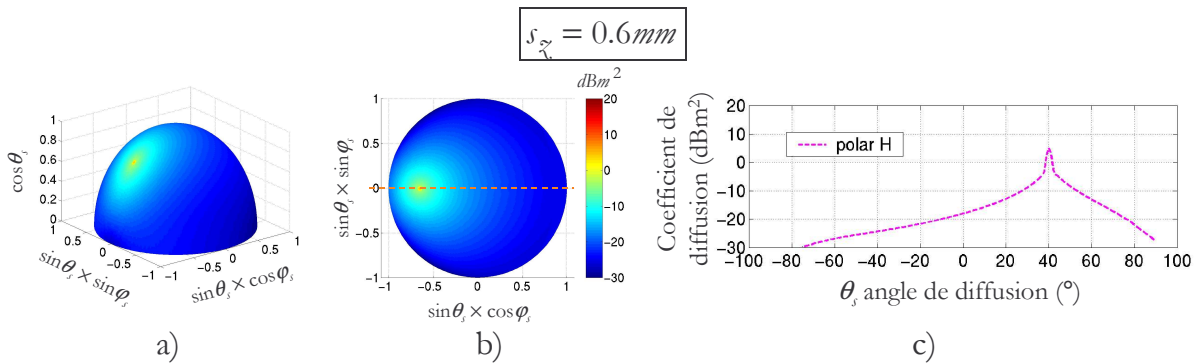 s_z = 0.6mm
cosθ_s
1
0.8
0.6
0.4
0.2
0
1
0.5
0
−0.5
−1
−1
−0.5
0
0.5
1
sinθ_s × sinφ_s
sinθ_s × cosφ_s
a)
dBm²
sinθ_s × sinφ_s
1
0.5
0
−0.5
−1
−1
−0.5
0
0.5
1
sinθ_s × cosφ_s
20
10
0
−10
−20
−30
b)
Coefficient de
diffusion (dBm²)
20
10
0
−10
−20
−30
polar H
−100 −80 −60 −40 −20 0 20 40 60 80 100
θ_s angle de diffusion (°)
c)